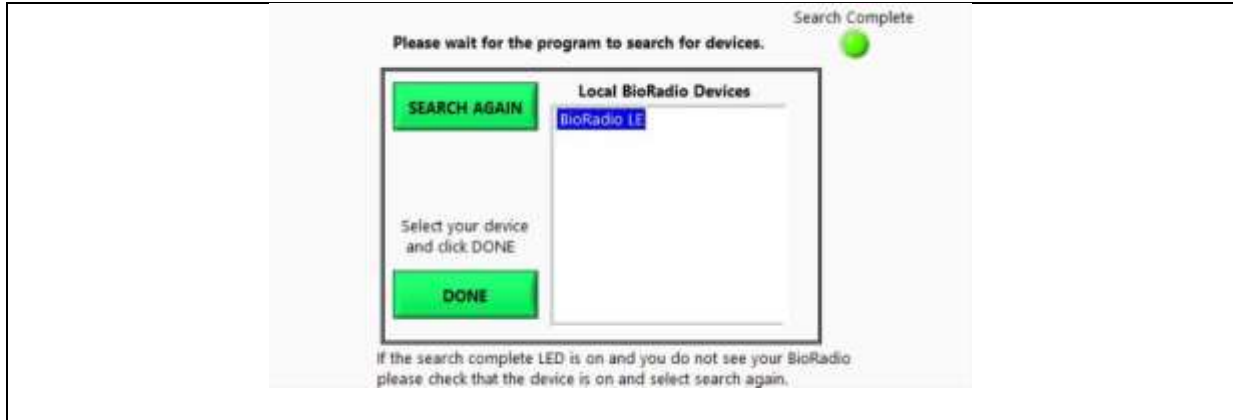 Search Complete
Please wait for the program to search for devices.
SEARCH AGAIN
Local BioRadio Devices
BioRadio LE
Select your device
and click DONE
DONE
If the search complete LED is on and you do not see your BioRadio
please check that the device is on and select search again.